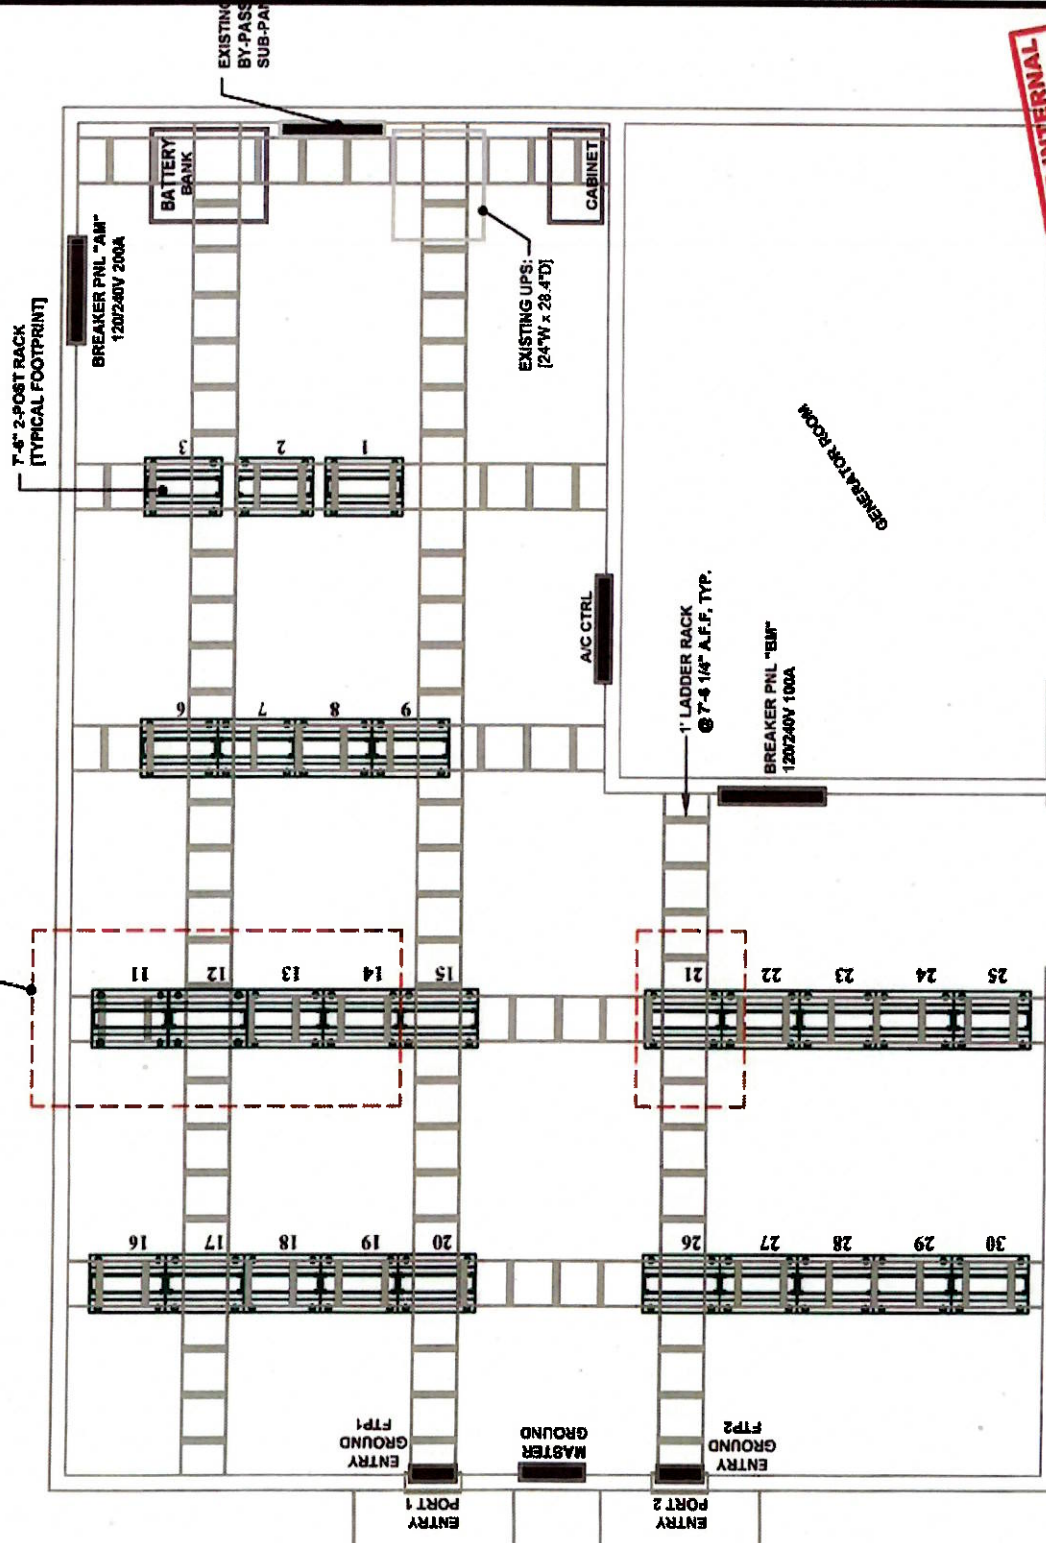 EXISTING
BY-PASS
SUB-PAN
INTERNAL
7'-6" 2-POST RACK
[TYPICAL FOOTPRINT]
BREAKER PNL "AM"
120/240V 200A
BATTERY
BANK
CABINET
EXISTING UPS:
[24"W x 28.4"D]
3
2
1
GENERATOR ROOM
A/C CTRL
1' LADDER RACK
@ 7'-6 1/4" A.F.F. TYP.
BREAKER PNL "BM"
120/240V 100A
6
7
8
9
11
12
13
14
15
21
22
23
24
25
16
17
18
19
20
26
27
28
29
30
ENTRY
GROUND
FTP1
MASTER
GROUND
ENTRY
GROUND
FTP2
ENTRY
PORT 1
ENTRY
PORT 2